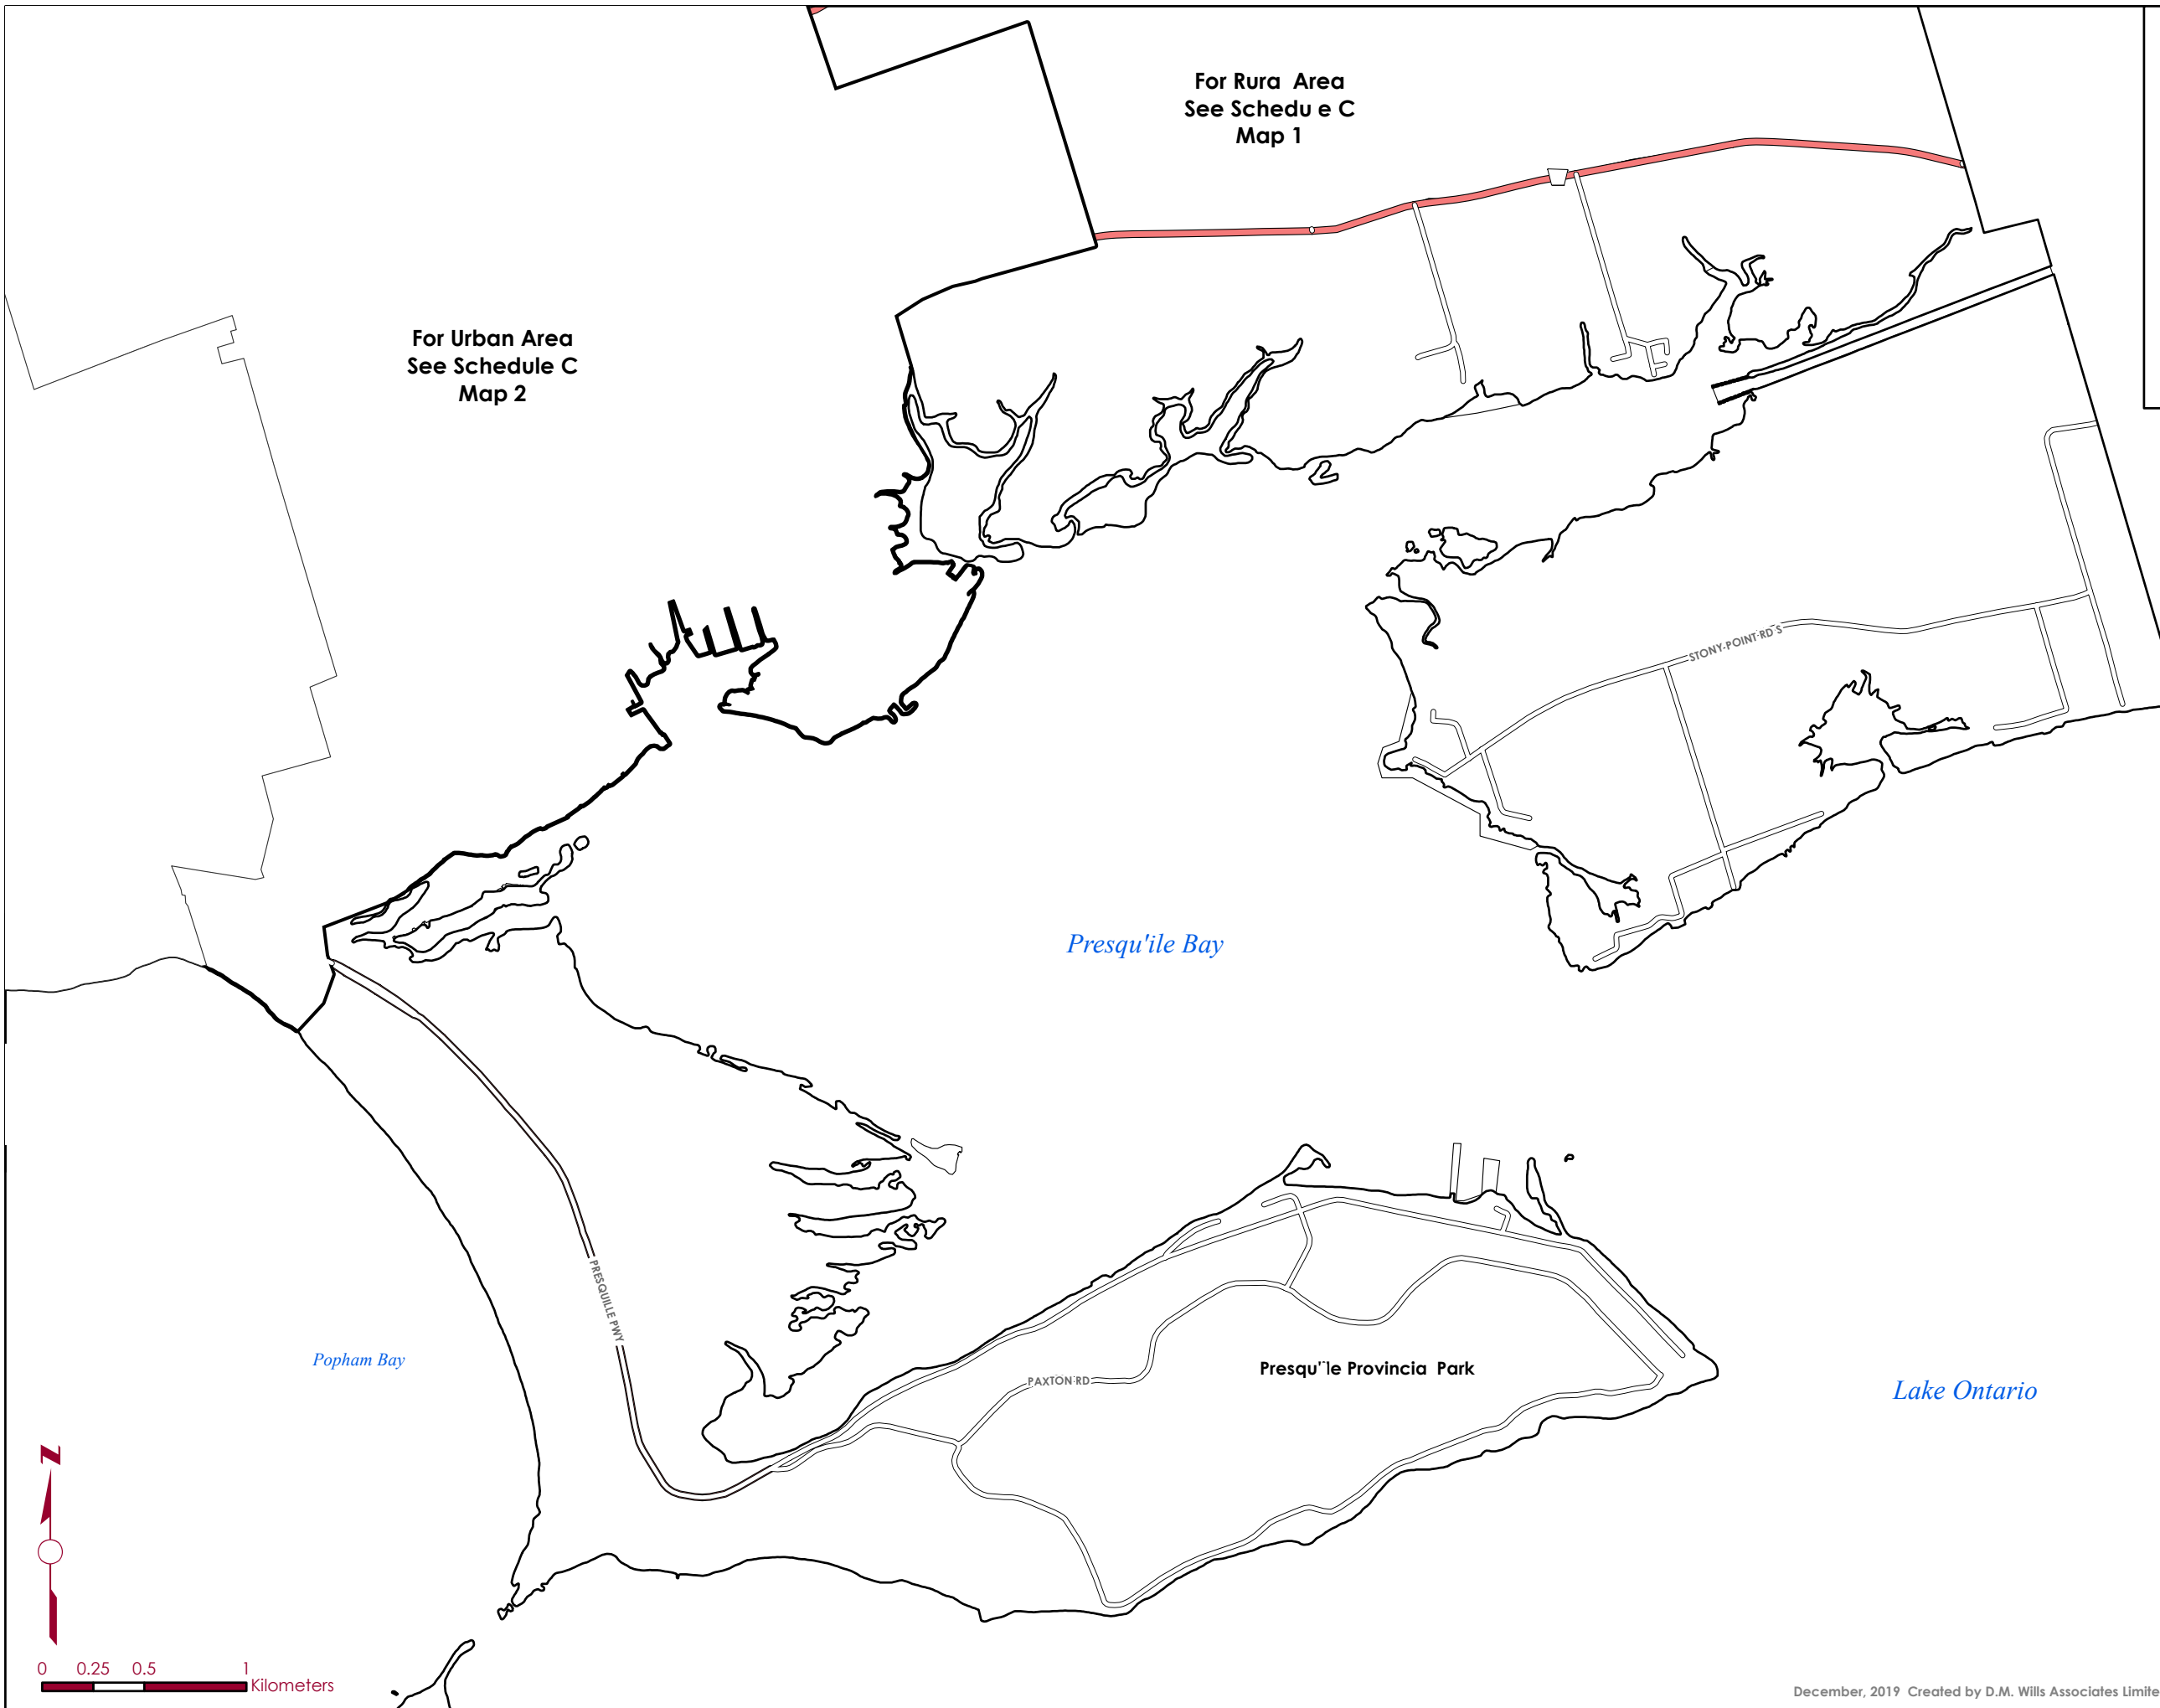 For Rura Area
See Schedu e C
Map 1
For Urban Area
See Schedule C
Map 2
STONY-POINT-RD S
Presqu'ile Bay
PRESQUILLE PWY
Popham Bay
Presqu'ile Provincia Park
PAXTON RD
Lake Ontario
N
0 0.25 0.5 1
Kilometers
December, 2019 Created by D.M. Wills Associates Limite